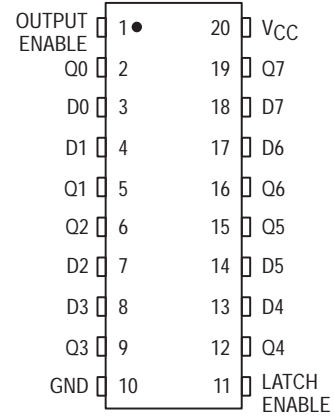 OUTPUT
ENABLE 1 20 VCC
Q0 2 19 Q7
D0 3 18 D7
D1 4 17 D6
Q1 5 16 Q6
Q2 6 15 Q5
D2 7 14 D5
D3 8 13 D4
Q3 9 12 Q4
GND 10 11 LATCH
ENABLE